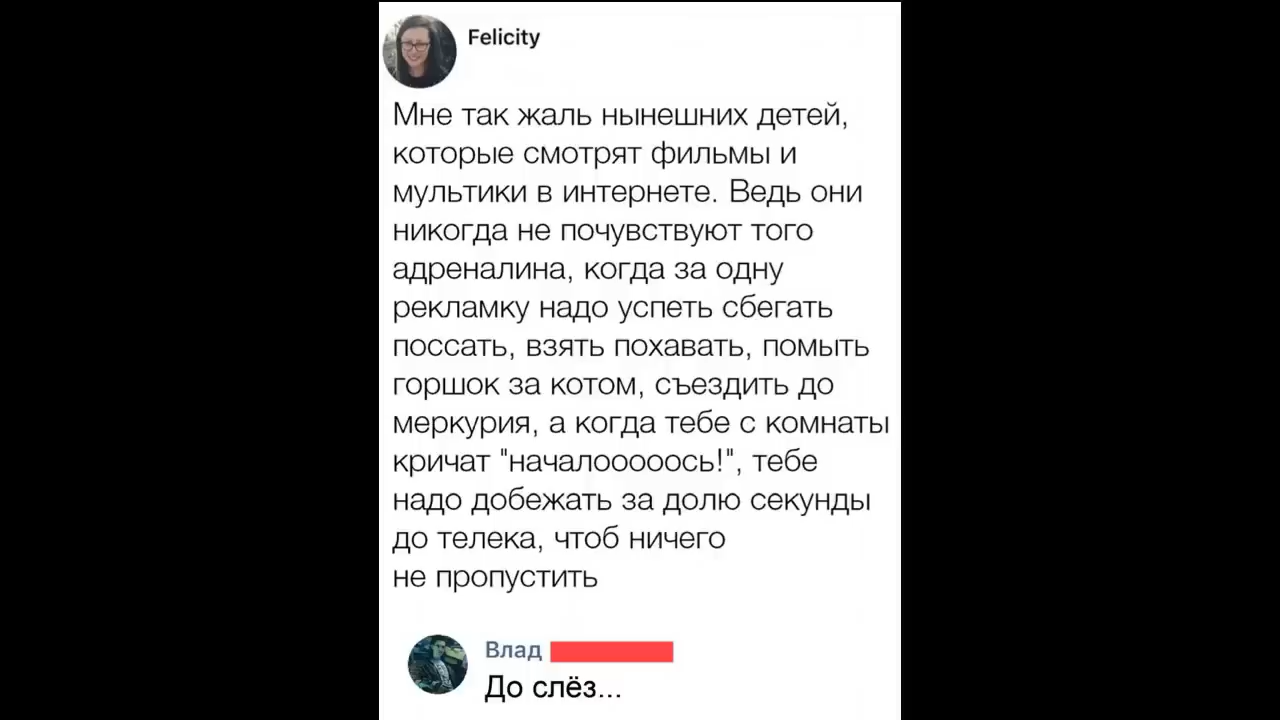 Felicity
Мне так жаль нынешних детей,
которые смотрят фильмы и
мультики в интернете. Ведь они
никогда не почувствуют того
адреналина, когда за одну
рекламку надо успеть сбегать
поссать, взять похавать, помыть
горшок за котом, съездить до
меркурия, а когда тебе с комнаты
кричат "началооооось!", тебе
надо добежать за долю секунды
до телека, чтоб ничего
не пропустить
Влад
До слёз...